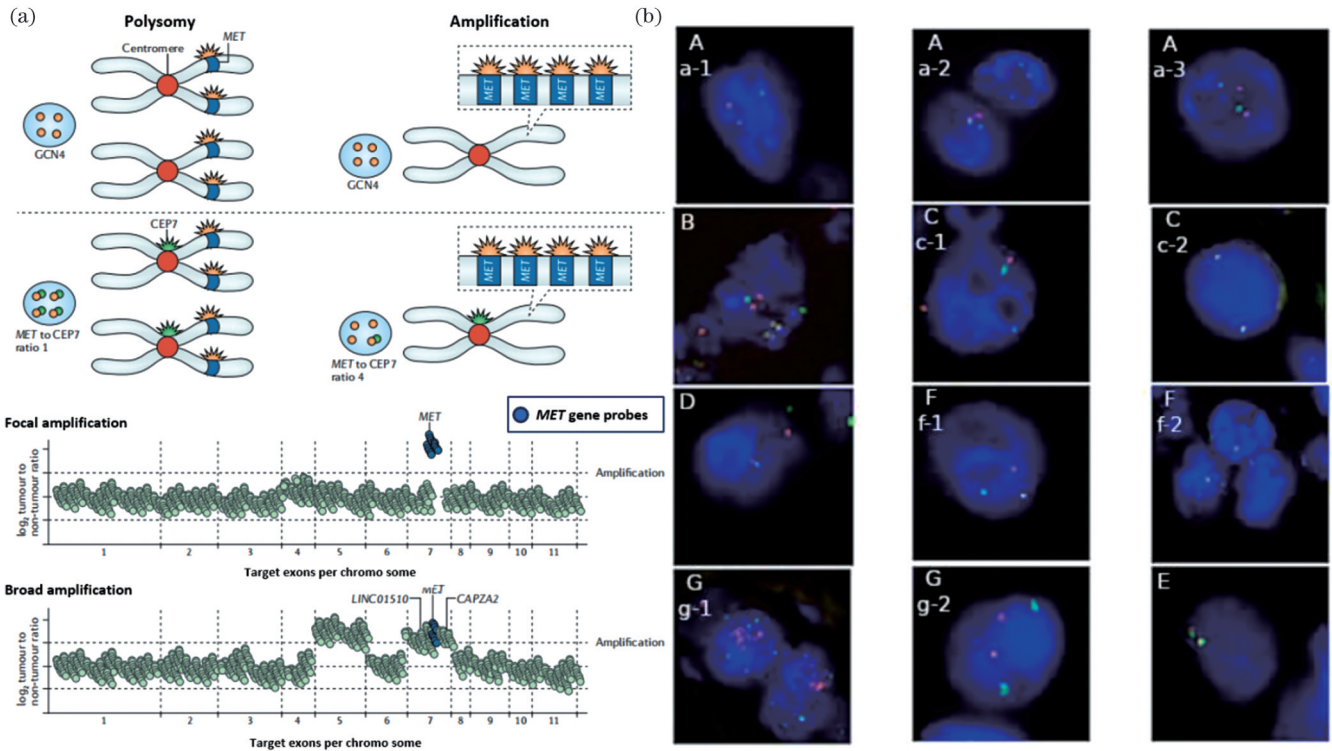 (a)
Polysomy
Amplification
Centromere
MET
GCN4
MET
MET
MET
MET
GCN4
CEP7
MET to CEP7
ratio 1
MET
MET
MET
MET
MET to CEP7
ratio 4
MET gene probes
Focal amplification
MET
Amplification
log₂ tumour to
non-tumour ratio
1 2 3 4 5 6 7 8 9 10 11
Target exons per chromo some
Broad amplification
LINC01510
MET
CAPZA2
Amplification
log₂ tumour to
non-tumour ratio
1 2 3 4 5 6 7 8 9 10 11
Target exons per chromo some
(b)
A
a-1
A
a-2
A
a-3
B
C
c-1
C
c-2
D
F
f-1
F
f-2
G
g-1
G
g-2
E